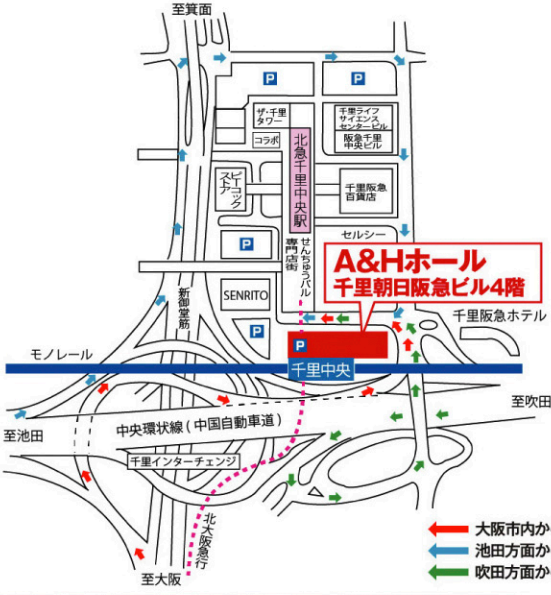 至箕面
P
P
ザ・千里
タワー
千里ライフ
サイエンス
センタービル
コラボ
阪急千里
中央ビル
北急千里中央駅
ピーコック
ストア
千里阪急
百貨店
P
せんちゅうパル
専門店街
セルシー
A&Hホール
千里朝日阪急ビル4階
新御堂筋
SENRITO
P
P
千里阪急ホテル
モノレール
千里中央
至吹田
中央環状線(中国自動車道)
至池田
千里インターチェンジ
北大阪急行
大阪市内か
池田方面か
吹田方面か
至大阪